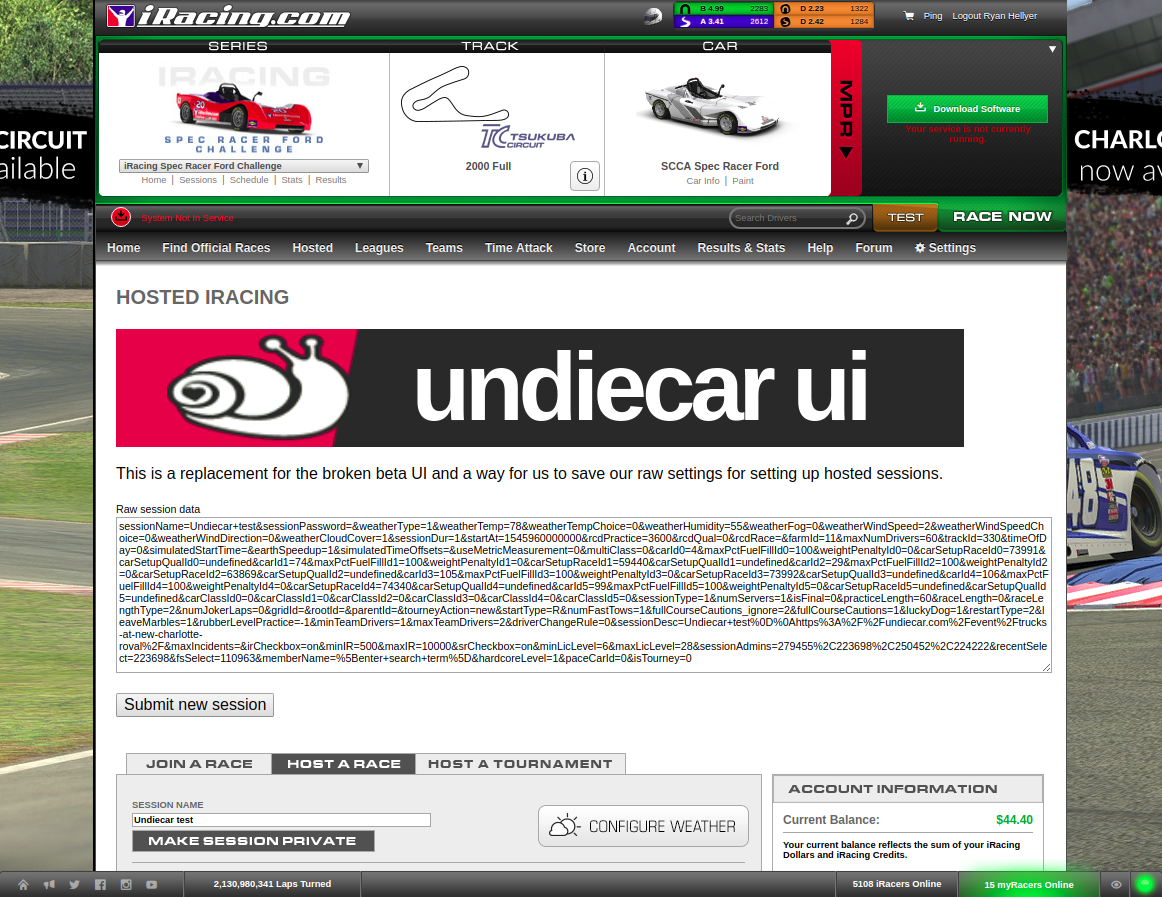 iRacing.com
B 4.99 2283
D 2.23 1322
A 3.41 2612
D 2.42 1284
Ping Logout Ryan Hellyer
SERIES TRACK CAR
IRACING
SPEC RACER FORD
CHALLENGE
iRacing Spec Racer Ford Challenge ▼
Home | Sessions | Schedule | Stats | Results
TC TSUKUBA
CIRCUIT
2000 Full
SCCA Spec Racer Ford
Car Info | Paint
MPR
Download Software
Your service is not currently
running.
CIRCUIT
ailable
CHARLO
now av
System Not In Service
Search Drivers
TEST
RACE NOW
Home Find Official Races Hosted Leagues Teams Time Attack Store Account Results & Stats Help Forum Settings
HOSTED IRACING
undiecar ui
This is a replacement for the broken beta UI and a way for us to save our raw settings for setting up hosted sessions.
Raw session data
sessionName=Undiecar+test&sessionPassword=&weatherType=1&weatherTemp=78&weatherTempChoice=0&weatherHumidity=55&weatherFog=0&weatherWindSpeed=2&weatherWindSpeedCh
oice=0&weatherWindDirection=0&weatherCloudCover=1&sessionDur=1&startAt=1545960000000&rcdPractice=3600&rcdQual=0&rcdRace=&farmId=11&maxNumDrivers=60&trackId=330&timeOfD
ay=0&simulatedStartTime=&earthSpeedup=1&simulatedTimeOffsets=&useMetricMeasurement=0&multiClass=0&carId0=4&maxPctFuelFillId0=100&weightPenaltyId0=0&carSetupRaceId0=73991&
carSetupQualId0=undefined&carId1=74&maxPctFuelFillId1=100&weightPenaltyId1=0&carSetupRaceId1=59440&carSetupQualId1=undefined&carId2=29&maxPctFuelFillId2=100&weightPenaltyId2
=0&carSetupRaceId2=63869&carSetupQualId2=undefined&carId3=105&maxPctFuelFillId3=100&weightPenaltyId3=0&carSetupRaceId3=73992&carSetupQualId3=undefined&carId4=106&maxPctF
uelFillId4=100&weightPenaltyId4=0&carSetupRaceId4=74340&carSetupQualId4=undefined&carId5=99&maxPctFuelFillId5=100&weightPenaltyId5=0&carSetupRaceId5=undefined&carSetupQualId
5=undefined&carClassId0=0&carClassId1=0&carClassId2=0&carClassId3=0&carClassId4=0&carClassId5=0&sessionType=1&numServers=1&isFinal=0&practiceLength=60&raceLength=0&raceLe
ngthType=2&numJokerLaps=0&gridId=&rootId=&parentId=&tourneyAction=new&startType=R&numFastTows=1&fullCourseCautions_ignore=2&fullCourseCautions=1&luckyDog=1&restartType=2&l
eaveMarbles=1&rubberLevelPractice=-1&minTeamDrivers=1&maxTeamDrivers=2&driverChangeRule=0&sessionDesc=Undiecar+test%0D%0Ahttps%3A%2F%2Fundiecar.com%2Fevent%2Ftrucks
-at-new-charlotte-
roval%2F&maxIncidents=&irCheckbox=on&minIR=500&maxIR=10000&srCheckbox=on&minLicLevel=6&maxLicLevel=28&sessionAdmins=279455%2C223698%2C250452%2C224222&recentSele
ct=223698&fsSelect=110963&memberName=%5Benter+search+term%5D&hardcoreLevel=1&paceCarId=0&isTourney=0
Submit new session
JOIN A RACE HOST A RACE HOST A TOURNAMENT
SESSION NAME
Undiecar test
MAKE SESSION PRIVATE
CONFIGURE WEATHER
ACCOUNT INFORMATION
Current Balance: $44.40
Your current balance reflects the sum of your iRacing
Dollars and iRacing Credits.
48
2,130,980,341 Laps Turned
5108 iRacers Online
15 myRacers Online